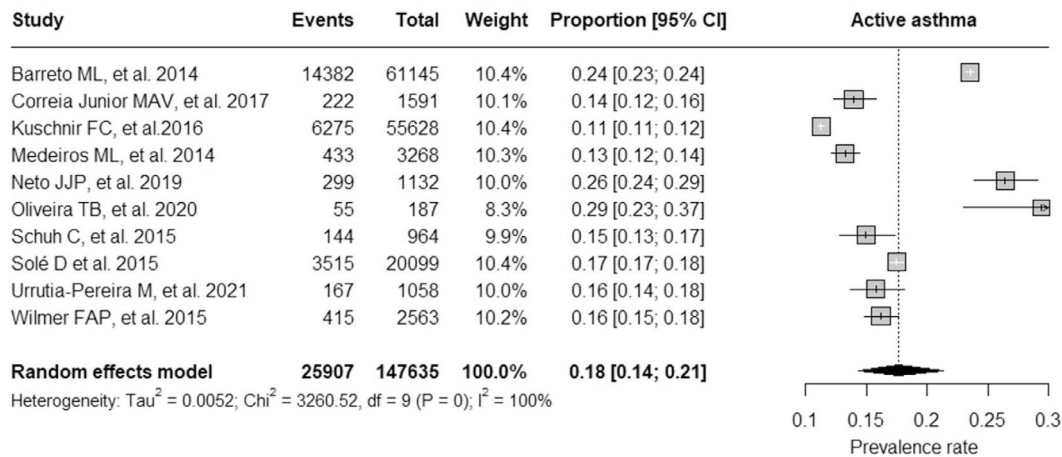 Study Events Total Weight Proportion [95% CI] Active asthma
Barreto ML, et al. 2014 14382 61145 10.4% 0.24 [0.23; 0.24]
Correia Junior MAV, et al. 2017 222 1591 10.1% 0.14 [0.12; 0.16]
Kuschnir FC, et al.2016 6275 55628 10.4% 0.11 [0.11; 0.12]
Medeiros ML, et al. 2014 433 3268 10.3% 0.13 [0.12; 0.14]
Neto JJP, et al. 2019 299 1132 10.0% 0.26 [0.24; 0.29]
Oliveira TB, et al. 2020 55 187 8.3% 0.29 [0.23; 0.37]
Schuh C, et al. 2015 144 964 9.9% 0.15 [0.13; 0.17]
Solé D et al. 2015 3515 20099 10.4% 0.17 [0.17; 0.18]
Urrutia-Pereira M, et al. 2021 167 1058 10.0% 0.16 [0.14; 0.18]
Wilmer FAP, et al. 2015 415 2563 10.2% 0.16 [0.15; 0.18]
Random effects model 25907 147635 100.0% 0.18 [0.14; 0.21]
Heterogeneity: Tau² = 0.0052; Chi² = 3260.52, df = 9 (P = 0); I² = 100%
0.1 0.15 0.2 0.25 0.3
Prevalence rate